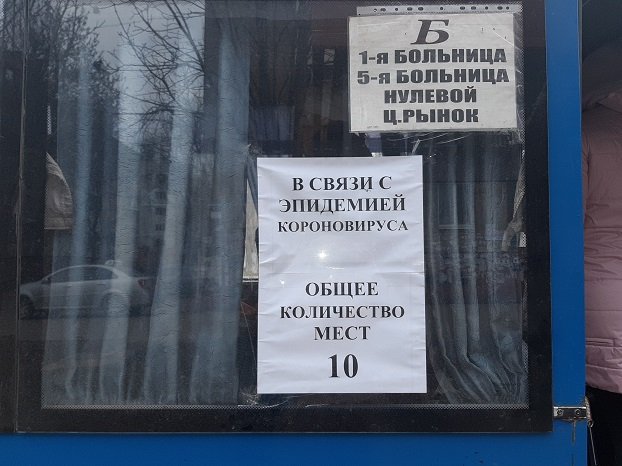 Б
1-я БОЛЬНИЦА
5-я БОЛЬНИЦА
НУЛЕВОЙ
Ц.РЫНОК
В СВЯЗИ С
ЭПИДЕМИЕЙ
КОРОНОВИРУСА
ОБЩЕЕ
КОЛИЧЕСТВО
МЕСТ
10